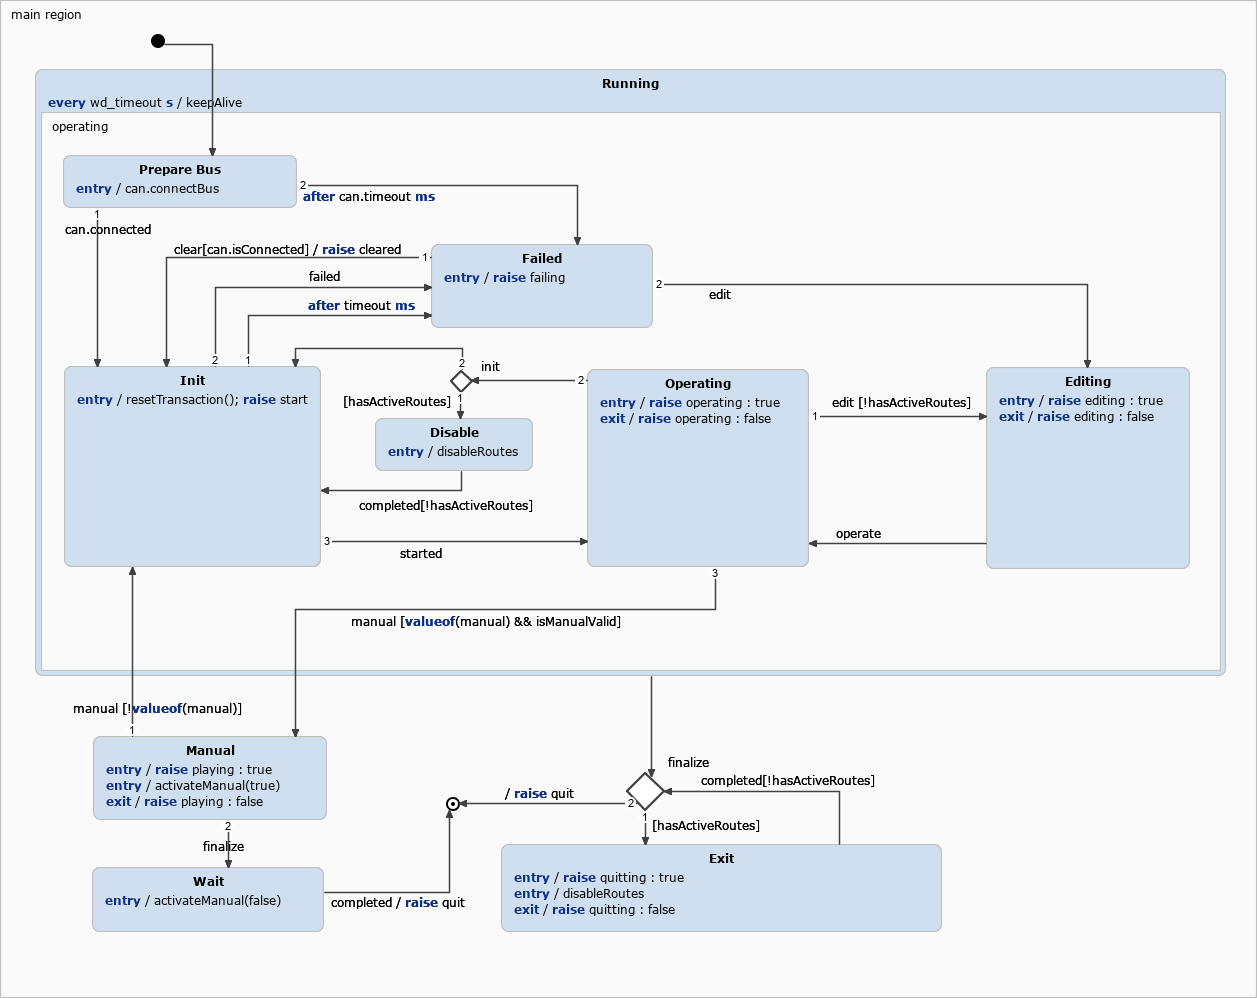 main region
Running
every wd_timeout s / keepAlive
operating
Prepare Bus
entry / can.connectBus
2
after can.timeout ms
1
can.connected
clear[can.isConnected] / raise cleared
1
Failed
entry / raise failing
failed
after timeout ms
2
edit
2
1
Init
entry / resetTransaction(); raise start
2
init
2
[hasActiveRoutes]
1
Disable
entry / disableRoutes
completed[!hasActiveRoutes]
Operating
entry / raise operating : true
exit / raise operating : false
edit [!hasActiveRoutes]
1
Editing
entry / raise editing : true
exit / raise editing : false
operate
3
started
3
manual [valueof(manual) && isManualValid]
manual [!valueof(manual)]
1
Manual
entry / raise playing : true
entry / activateManual(true)
exit / raise playing : false
2
finalize
Wait
entry / activateManual(false)
completed / raise quit
finalize
completed[!hasActiveRoutes]
/ raise quit
2
1
[hasActiveRoutes]
Exit
entry / raise quitting : true
entry / disableRoutes
exit / raise quitting : false